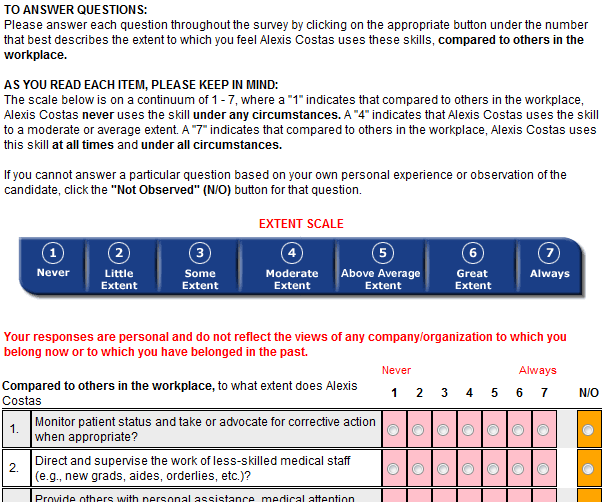 TO ANSWER QUESTIONS:
Please answer each question throughout the survey by clicking on the appropriate button under the number
that best describes the extent to which you feel Alexis Costas uses these skills, compared to others in the
workplace.
AS YOU READ EACH ITEM, PLEASE KEEP IN MIND:
The scale below is on a continuum of 1 - 7, where a "1" indicates that compared to others in the workplace,
Alexis Costas never uses the skill under any circumstances. A "4" indicates that Alexis Costas uses the skill
to a moderate or average extent. A "7" indicates that compared to others in the workplace, Alexis Costas uses
this skill at all times and under all circumstances.
If you cannot answer a particular question based on your own personal experience or observation of the
candidate, click the "Not Observed" (N/O) button for that question.
EXTENT SCALE
1 2 3 4 5 6 7
Never Little Extent Some Extent Moderate Extent Above Average Extent Great Extent Always
Your responses are personal and do not reflect the views of any company/organization to which you
belong now or to which you have belonged in the past.
Never Always
Compared to others in the workplace, to what extent does Alexis
Costas
1 2 3 4 5 6 7 N/O
1. Monitor patient status and take or advocate for corrective action
when appropriate?
2. Direct and supervise the work of less-skilled medical staff
(e.g., new grads, aides, orderlies, etc.)?
Provide others with personal assistance, medical attention,